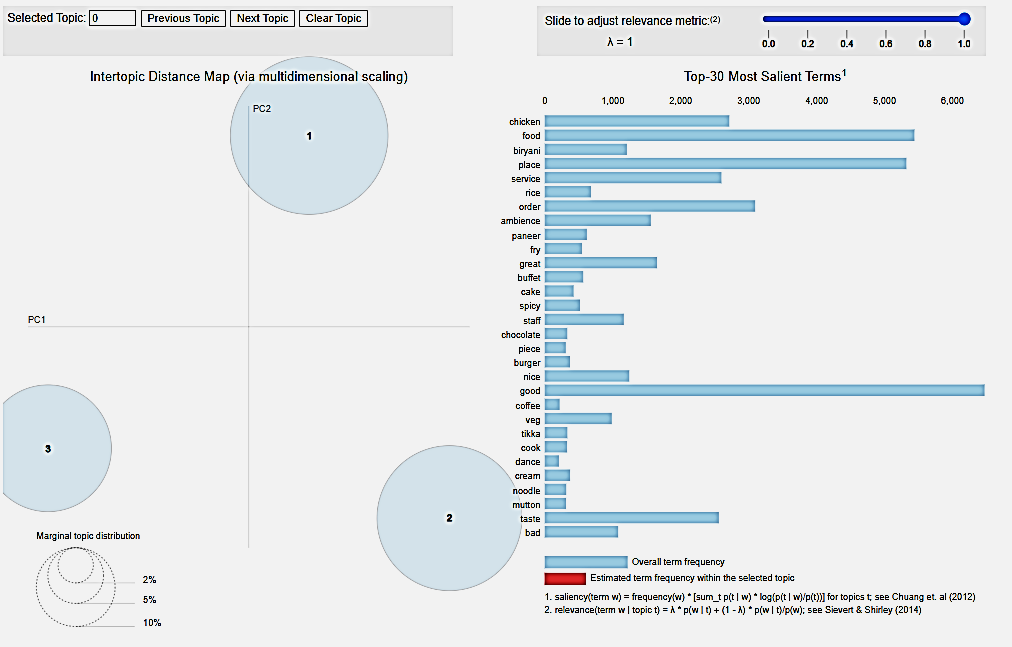 Selected Topic: 0 Previous Topic Next Topic Clear Topic
Slide to adjust relevance metric:(2)
λ = 1
0.0 0.2 0.4 0.6 0.8 1.0
Intertopic Distance Map (via multidimensional scaling)
PC2
PC1
1
2
3
Marginal topic distribution
2%
5%
10%
Top-30 Most Salient Terms1
0 1,000 2,000 3,000 4,000 5,000 6,000
chicken
food
biryani
place
service
rice
order
ambience
paneer
fry
great
buffet
cake
spicy
staff
chocolate
piece
burger
nice
good
coffee
veg
tikka
cook
dance
cream
noodle
mutton
taste
bad
Overall term frequency
Estimated term frequency within the selected topic
1. saliency(term w) = frequency(w) * [sum_t p(t | w) * log(p(t | w)/p(t))] for topics t; see Chuang et. al (2012)
2. relevance(term w | topic t) = λ * p(w | t) + (1 - λ) * p(w | t)/p(w); see Sievert & Shirley (2014)